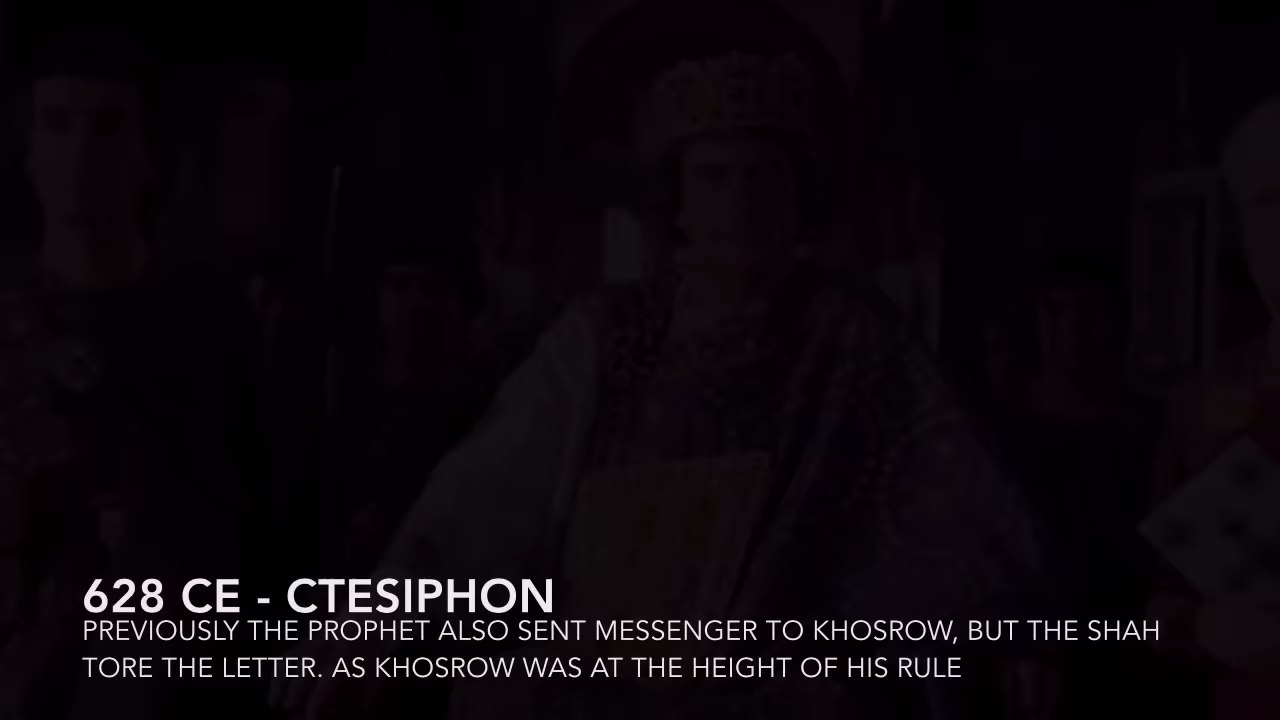 628 CE - CTESIPHON
PREVIOUSLY THE PROPHET ALSO SENT MESSENGER TO KHOSROW, BUT THE SHAH
TORE THE LETTER. AS KHOSROW WAS AT THE HEIGHT OF HIS RULE